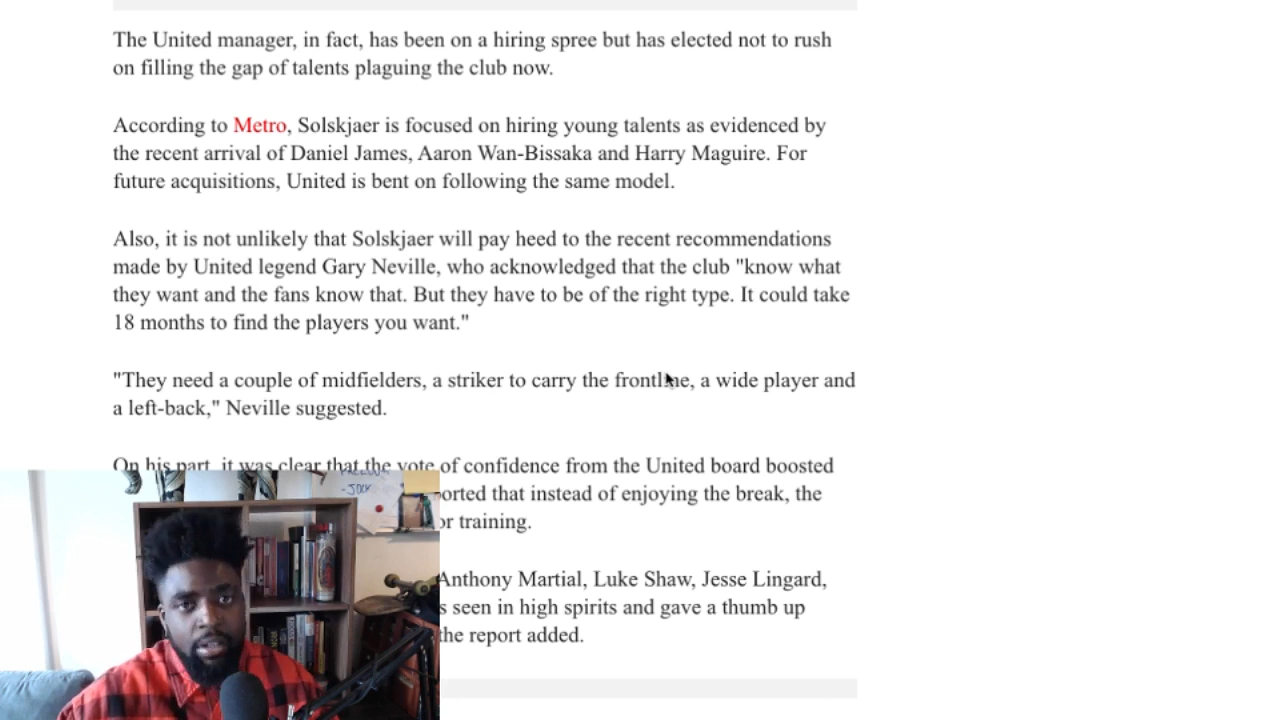 The United manager, in fact, has been on a hiring spree but has elected not to rush
on filling the gap of talents plaguing the club now.
According to Metro, Solskjaer is focused on hiring young talents as evidenced by
the recent arrival of Daniel James, Aaron Wan-Bissaka and Harry Maguire. For
future acquisitions, United is bent on following the same model.
Also, it is not unlikely that Solskjaer will pay heed to the recent recommendations
made by United legend Gary Neville, who acknowledged that the club "know what
they want and the fans know that. But they have to be of the right type. It could take
18 months to find the players you want."
"They need a couple of midfielders, a striker to carry the frontline, a wide player and
a left-back," Neville suggested.
On his part, it was clear that the vote of confidence from the United board boosted
orted that instead of enjoying the break, the
or training.
Anthony Martial, Luke Shaw, Jesse Lingard,
s seen in high spirits and gave a thumb up
the report added.
-JOCK